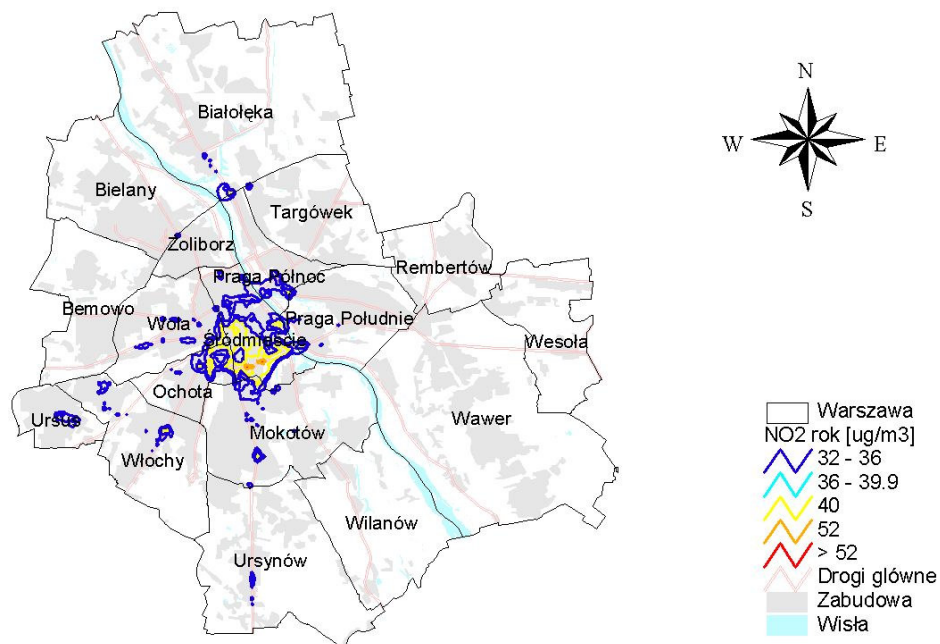 Białołęka
N
W
E
S
Bielany
Targówek
Żoliborz
Rembertów
Praga Północ
Bemowo
Wola
Praga Południe
Śródmieście
Wesoła
Ochota
Ursus
Mokotów
Wawer
Włochy
Wilanów
Ursynów
Warszawa
NO2 rok [ug/m3]
32 - 36
36 - 39.9
40
52
> 52
Drogi główne
Zabudowa
Wisła